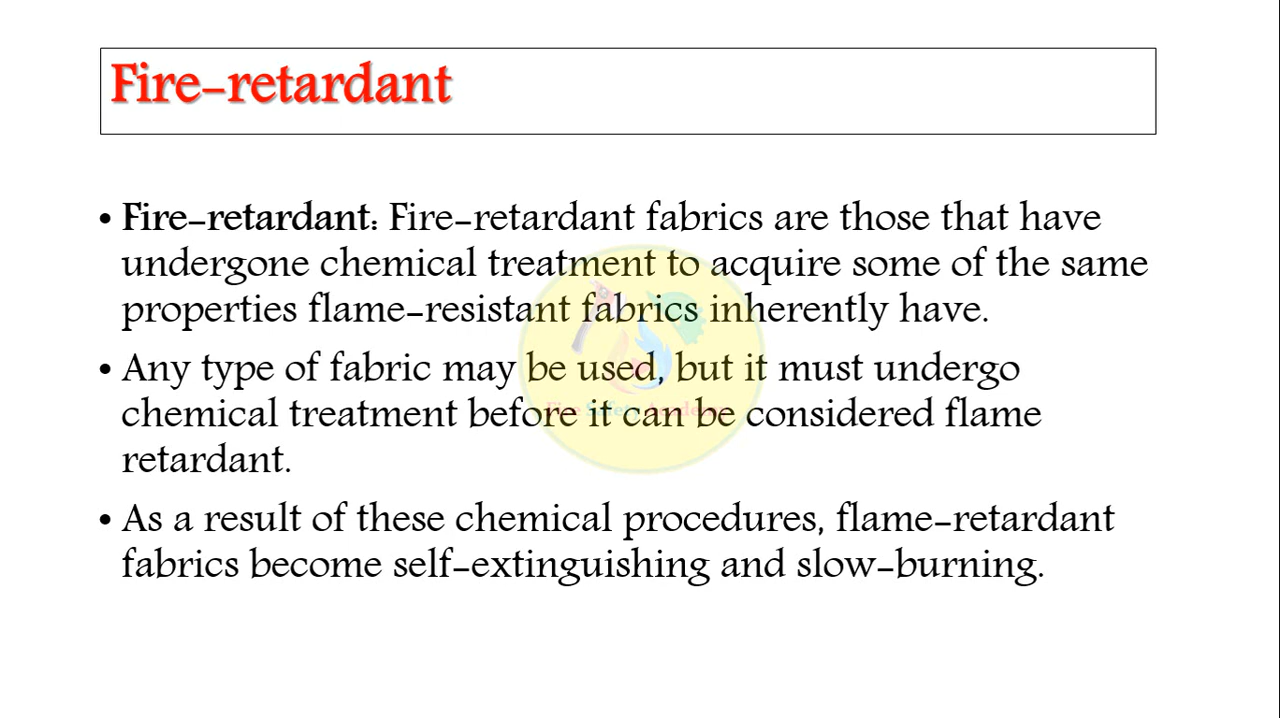 Fire-retardant
• Fire-retardant: Fire-retardant fabrics are those that have
undergone chemical treatment to acquire some of the same
properties flame-resistant fabrics inherently have.
• Any type of fabric may be used, but it must undergo
chemical treatment before it can be considered flame
retardant.
• As a result of these chemical procedures, flame-retardant
fabrics become self-extinguishing and slow-burning.
Fire Safety Academy